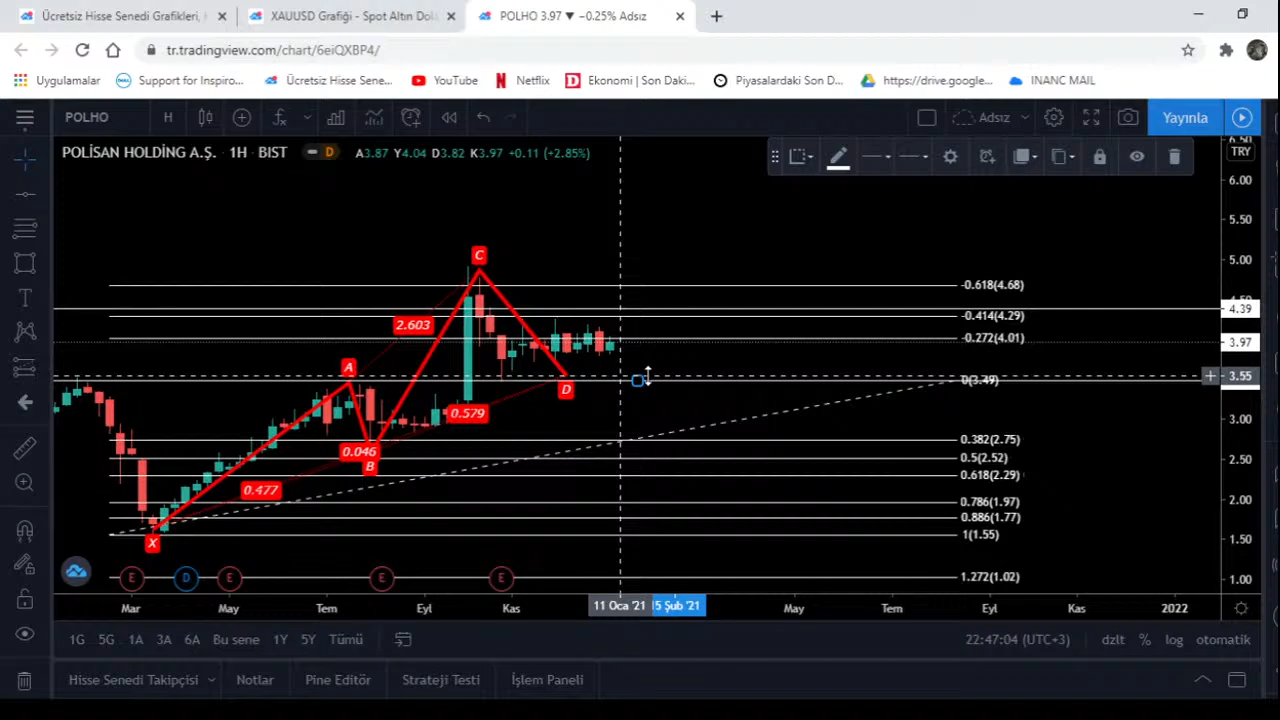 Ücretsiz Hisse Senedi Grafikleri, H
XAUUSD Grafiği - Spot Altın Dola
POLHO 3.97 ▼ −0.25% Adsız
tr.tradingview.com/chart/6eiQXBP4/
Uygulamalar
Support for Inspiro...
Ücretsiz Hisse Sene...
YouTube
Netflix
Ekonomi | Son Daki...
Piyasalardaki Son D...
https://drive.google...
INANC MAIL
POLHO
H
Adsız
Yayınla
POLİSAN HOLDİNG A.Ş. · 1H · BIST
D
A3.87 Y4.04 D3.82 K3.97 +0.11 (+2.85%)
TRY
6.00
5.50
5.00
4.39
3.97
3.55
3.00
2.50
2.00
1.50
1.00
-0.618(4.68)
-0.414(4.29)
-0.272(4.01)
0(3.49)
0.382(2.75)
0.5(2.52)
0.618(2.29)
0.786(1.97)
0.886(1.77)
1(1.55)
1.272(1.02)
C
2.603
A
D
0.579
0.046
B
0.477
X
E
D
E
E
E
Mar
May
Tem
Eyl
Kas
11 Oca '21
5 Şub '21
May
Tem
Eyl
Kas
2022
1G
5G
1A
3A
6A
Bu sene
1Y
5Y
Tümü
22:47:04 (UTC+3)
dzlt
%
log
otomatik
Hisse Senedi Takipçisi
Notlar
Pine Editör
Strateji Testi
İşlem Paneli